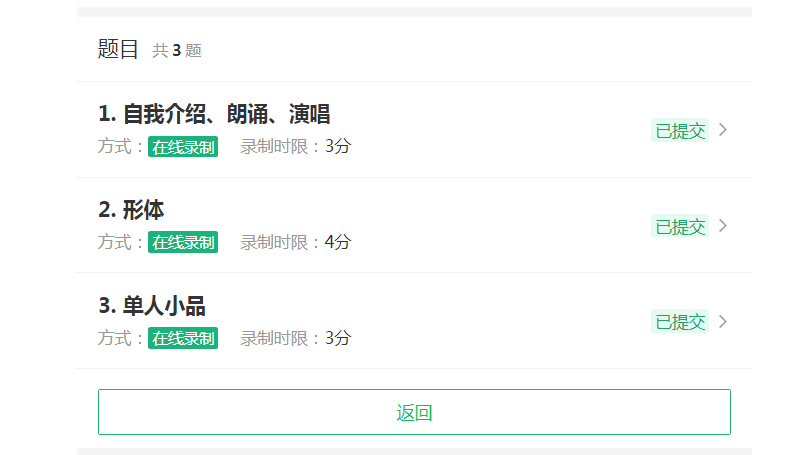 题目 共 3 题
1. 自我介绍、朗诵、演唱
方式：在线录制 录制时限：3分
已提交
2. 形体
方式：在线录制 录制时限：4分
已提交
3. 单人小品
方式：在线录制 录制时限：3分
已提交
返回